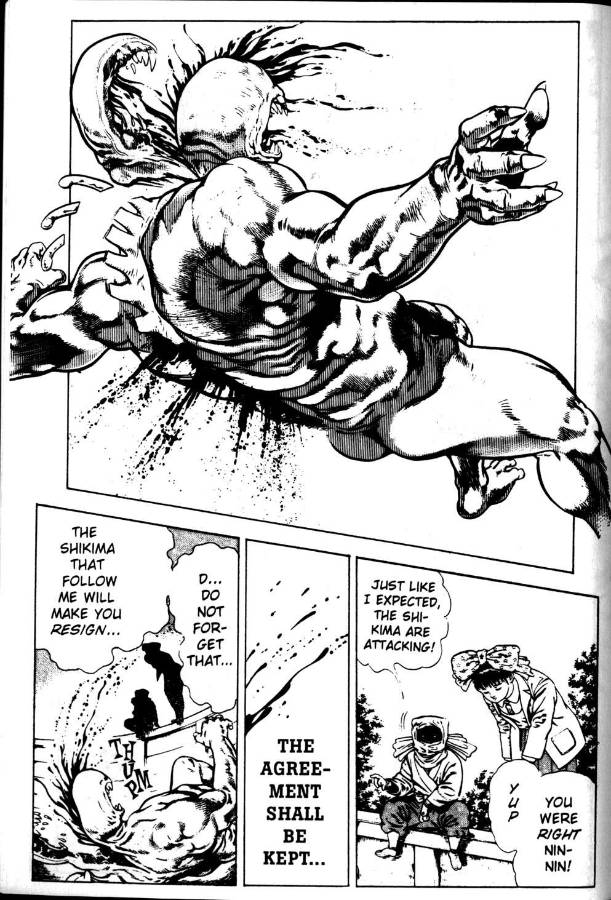 THE
SHIKIMA
THAT
FOLLOW
ME WILL
MAKE YOU
RESIGN...
D...
DO
NOT
FOR-
GET
THAT...
THUMP
THE
AGREE-
MENT
SHALL
BE
KEPT...
JUST LIKE
I EXPECTED,
THE SHI-
KIMA ARE
ATTACKING!
YUP
YOU
WERE
RIGHT
NIN-
NIN!